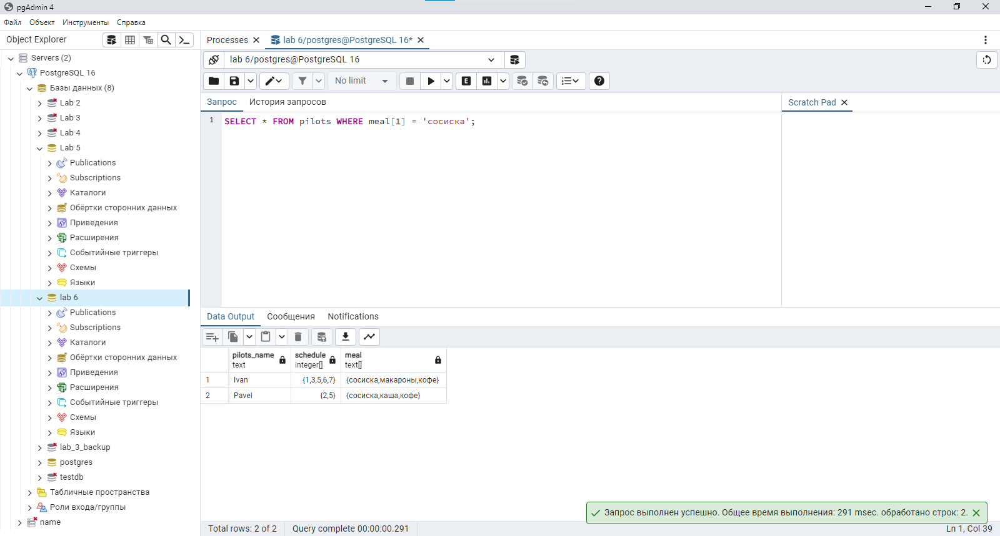 pgAdmin 4
Файл Объект Инструменты Справка
Object Explorer
Servers (2)
PostgreSQL 16
Базы данных (8)
Lab 2
Lab 3
Lab 4
Lab 5
Publications
Subscriptions
Каталоги
Обёртки сторонних данных
Приведения
Расширения
Событийные триггеры
Схемы
Языки
lab 6
Publications
Subscriptions
Каталоги
Обёртки сторонних данных
Приведения
Расширения
Событийные триггеры
Схемы
Языки
lab_3_backup
postgres
testdb
Табличные пространства
Роли входа/группы
name
Processes
lab 6/postgres@PostgreSQL 16*
lab 6/postgres@PostgreSQL 16
No limit
E
Запрос История запросов
Scratch Pad
1 SELECT * FROM pilots WHERE meal[1] = 'сосиска';
Data Output Сообщения Notifications
pilots_name schedule meal
text integer[] text[]
1 Ivan {1,3,5,6,7} {сосиска,макароны,кофе}
2 Pavel {2,5} {сосиска,каша,кофе}
Запрос выполнен успешно. Общее время выполнения: 291 msec. обработано строк: 2.
Total rows: 2 of 2 Query complete 00:00:00.291 Ln 1, Col 39